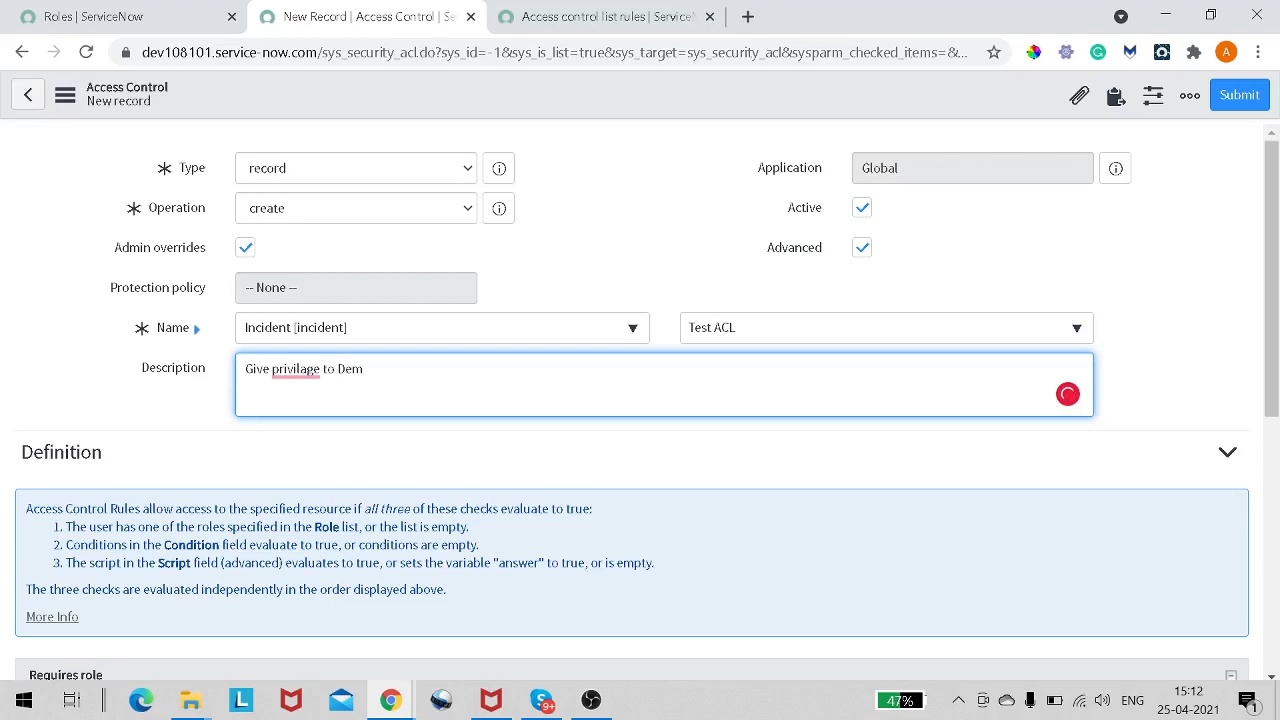 Roles | ServiceNow
New Record | Access Control | Se
Access control list rules | Service\
dev108101.service-now.com/sys_security_acl.do?sys_id=-1&sys_is_list=true&sys_target=sys_security_acl&sysparm_checked_items=&...
A
Access Control
New record
Submit
Type
record
Application
Global
Operation
create
Active
Admin overrides
Advanced
Protection policy
-- None --
Name
Incident [incident]
Test ACL
Description
Give privilage to Dem
Definition
Access Control Rules allow access to the specified resource if all three of these checks evaluate to true:
1. The user has one of the roles specified in the Role list, or the list is empty.
2. Conditions in the Condition field evaluate to true, or conditions are empty.
3. The script in the Script field (advanced) evaluates to true, or sets the variable "answer" to true, or is empty.
The three checks are evaluated independently in the order displayed above.
More Info
Requires role
L
9+
47%
ENG
15:12
25-04-2021
1